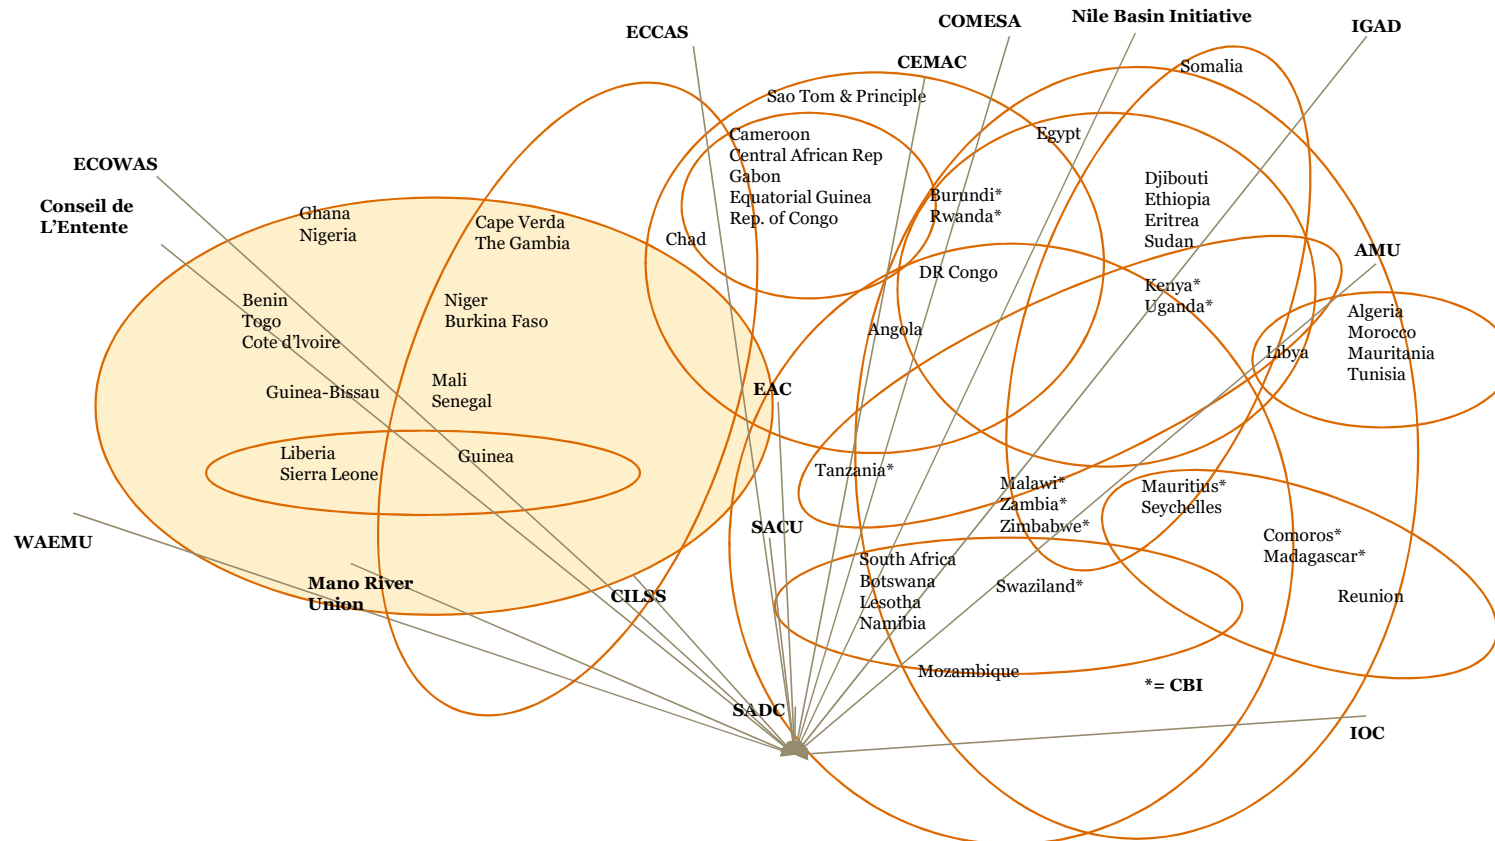 ECCAS
COMESA
Nile Basin Initiative
IGAD
CEMAC
Somalia
Sao Tom & Principle
Cameroon
Central African Rep
Gabon
Equatorial Guinea
Rep. of Congo
Egypt
ECOWAS
Conseil de
L’Entente
Ghana
Nigeria
Cape Verda
The Gambia
Chad
Burundi*
Rwanda*
Djibouti
Ethiopia
Eritrea
Sudan
AMU
DR Congo
Kenya*
Uganda*
Benin
Togo
Cote d’Ivoire
Niger
Burkina Faso
Angola
Libya
Algeria
Morocco
Mauritania
Tunisia
Guinea-Bissau
Mali
Senegal
EAC
Liberia
Sierra Leone
Guinea
Tanzania*
Malawi*
Zambia*
Zimbabwe*
Mauritius*
Seychelles
WAEMU
SACU
Comoros*
Madagascar*
South Africa
Botswana
Lesotha
Namibia
Swaziland*
Reunion
Mano River
Union
CILSS
Mozambique
*= CBI
SADC
IOC